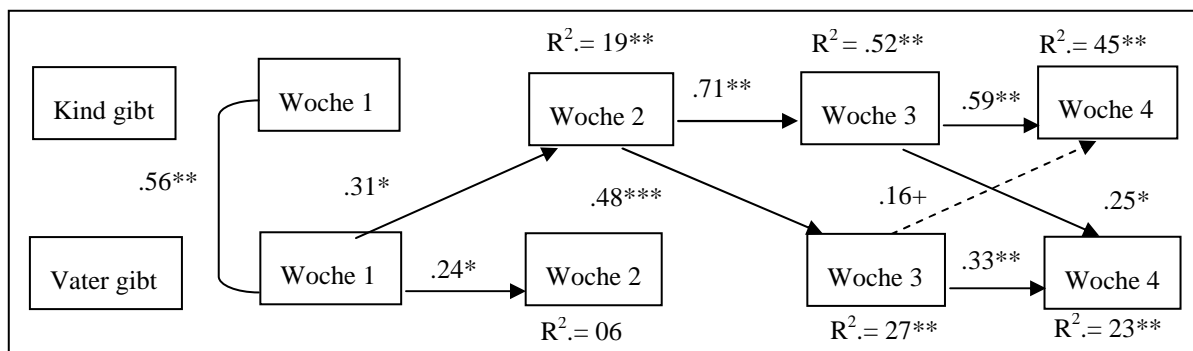 R².= 19**
R² = .52**
R².= 45**
Kind gibt
Woche 1
Woche 2
.71**
Woche 3
.59**
Woche 4
.56**
.31*
.48***
.16+
.25*
Vater gibt
Woche 1
.24*
Woche 2
Woche 3
.33**
Woche 4
R².= 06
R².= 27**
R².= 23**